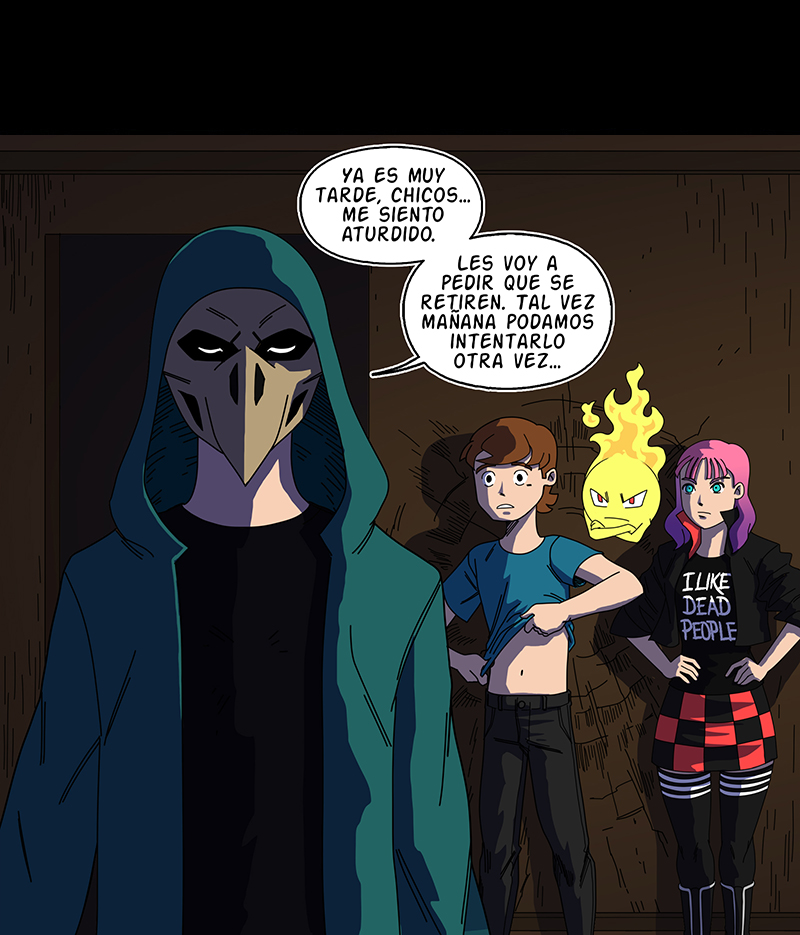 YA ES MUY
TARDE, CHICOS...
ME SIENTO
ATURDIDO.
LES VOY A
PEDIR QUE SE
RETIREN. TAL VEZ
MAÑANA PODAMOS
INTENTARLO
OTRA VEZ...
I LIKE
DEAD
PEOPLE